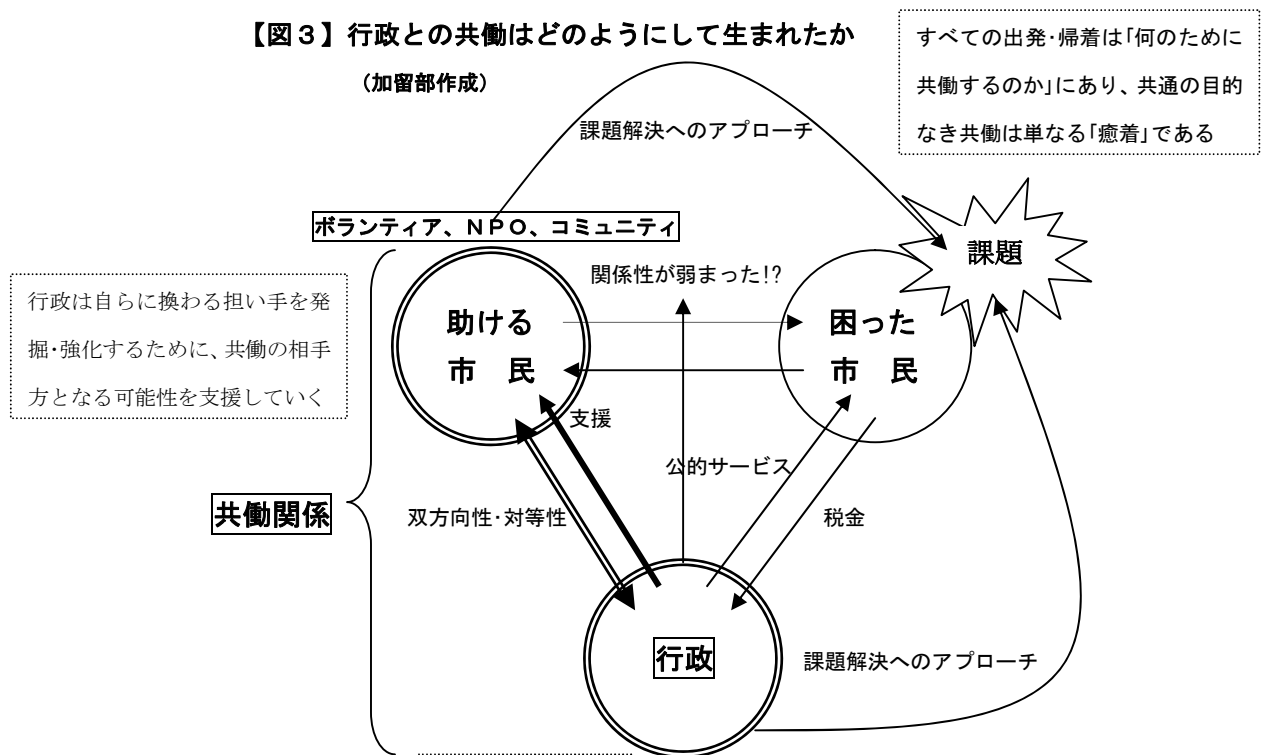 【図３】行政との共働はどのようにして生まれたか
（加留部作成）
すべての出発・帰着は「何のために
共働するのか」にあり、共通の目的
なき共働は単なる「癒着」である
課題解決へのアプローチ
ボランティア、ＮＰＯ、コミュニティ
課題
関係性が弱まった!?
行政は自らに換わる担い手を発
掘・強化するために、共働の相手
方となる可能性を支援していく
助ける
市　民
困った
市　民
支援
公的サービス
共働関係
双方向性・対等性
税金
行政
課題解決へのアプローチ